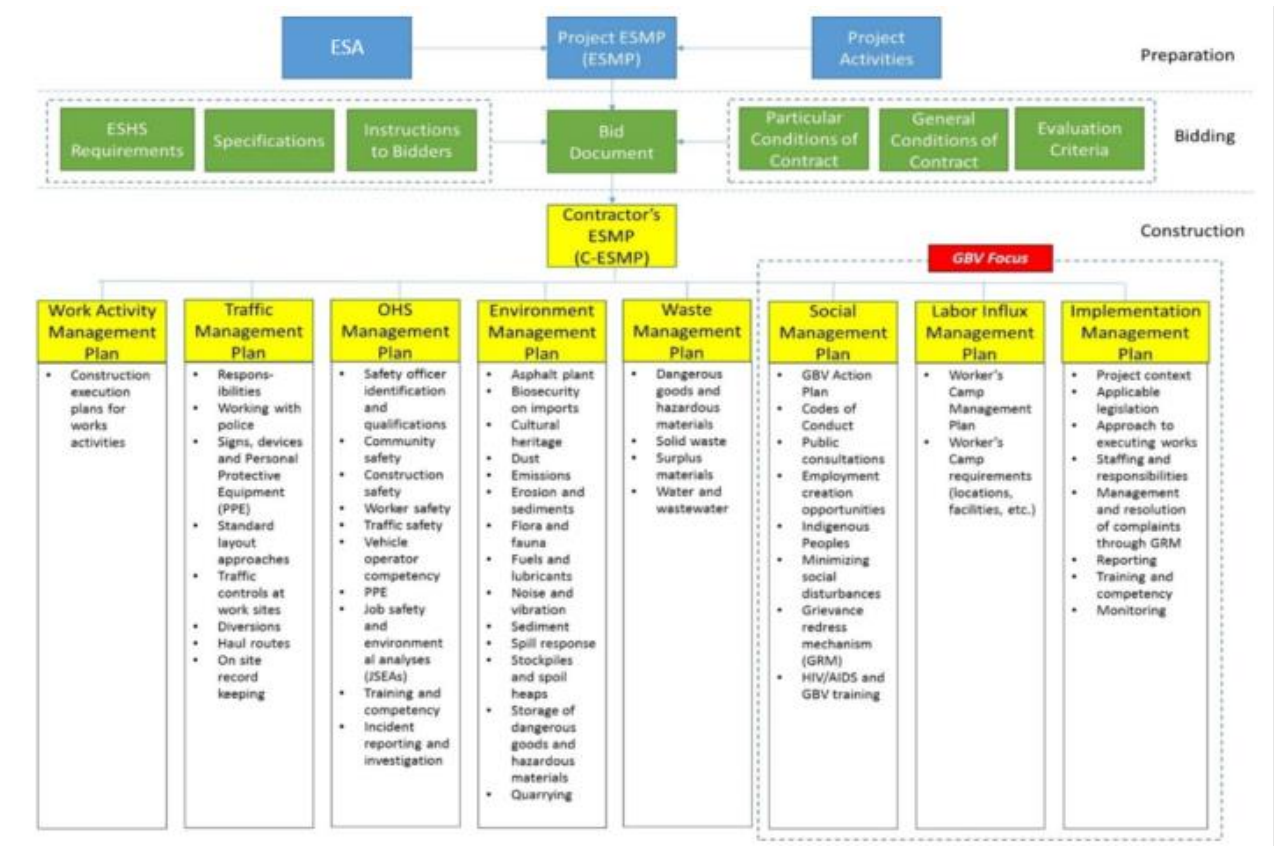 ESA
Project ESMP
(ESMP)
Project
Activities
Preparation
ESHS
Requirements
Specifications
Instructions
to Bidders
Bid
Document
Particular
Conditions of
Contract
General
Conditions of
Contract
Evaluation
Criteria
Bidding
Contractor's
ESMP
(C-ESMP)
Construction
GBV Focus
Work Activity
Management
Plan
• Construction
execution
plans for
works
activities
Traffic
Management
Plan
• Respons-
ibilities
• Working with
police
• Signs, devices
and Personal
Protective
Equipment
(PPE)
• Standard
layout
approaches
• Traffic
controls at
work sites
• Diversions
• Haul routes
• On site
record
keeping
OHS
Management
Plan
• Safety officer
identification
and
qualifications
• Community
safety
• Construction
safety
• Worker safety
• Traffic safety
• Vehicle
operator
competency
• PPE
• Job safety
and
environment
al analyses
(JSEAs)
• Training and
competency
• Incident
reporting and
investigation
Environment
Management
Plan
• Asphalt plant
• Biosecurity
on imports
• Cultural
heritage
• Dust
• Emissions
• Erosion and
sediments
• Flora and
fauna
• Fuels and
lubricants
• Noise and
vibration
• Sediment
• Spill response
• Stockpiles
and spoil
heaps
• Storage of
dangerous
goods and
hazardous
materials
• Quarrying
Waste
Management
Plan
• Dangerous
goods and
hazardous
materials
• Solid waste
• Surplus
materials
• Water and
wastewater
Social
Management
Plan
• GBV Action
Plan
• Codes of
Conduct
• Public
consultations
• Employment
creation
opportunities
• Indigenous
Peoples
• Minimizing
social
disturbances
• Grievance
redress
mechanism
(GRM)
• HIV/AIDS and
GBV training
Labor Influx
Management
Plan
• Worker's
Camp
Management
Plan
• Worker's
Camp
requirements
(locations,
facilities, etc.)
Implementation
Management
Plan
• Project context
• Applicable
legislation
• Approach to
executing works
• Staffing and
responsibilities
• Management
and resolution
of complaints
through GRM
• Reporting
• Training and
competency
• Monitoring